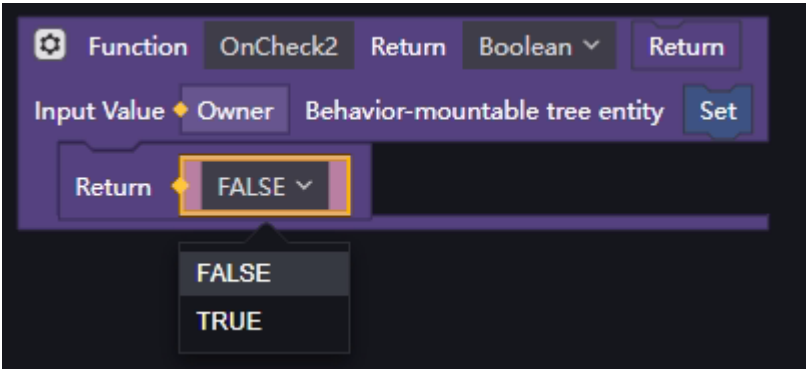 Function OnCheck2 Return Boolean Return
Input Value Owner Behavior-mountable tree entity Set
Return FALSE
FALSE
TRUE